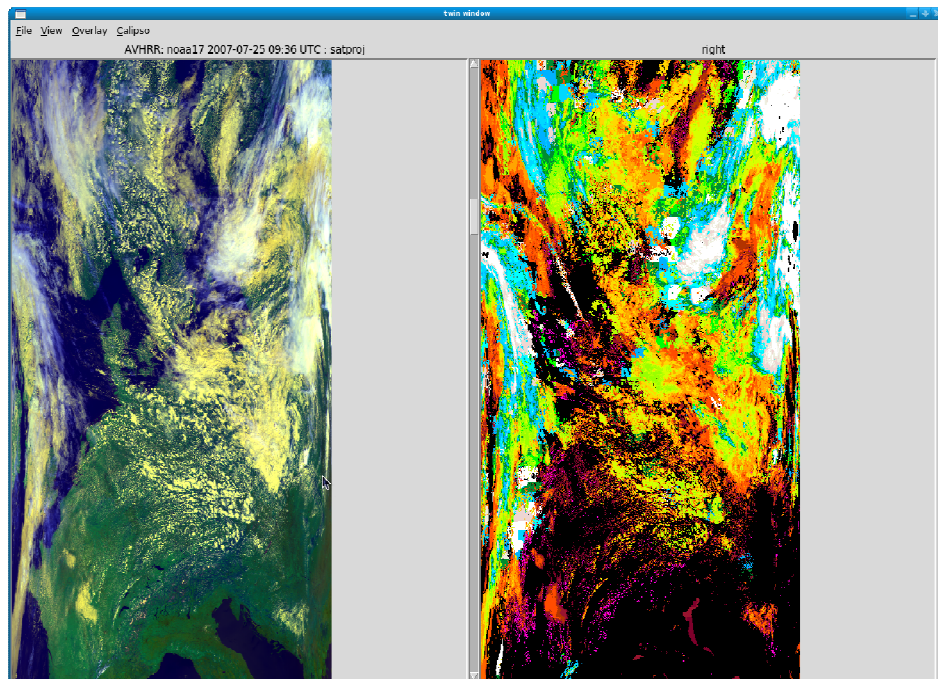 twin window
File View Overlay Calipso
AVHRR: noaa17 2007-07-25 09:36 UTC : satproj
right